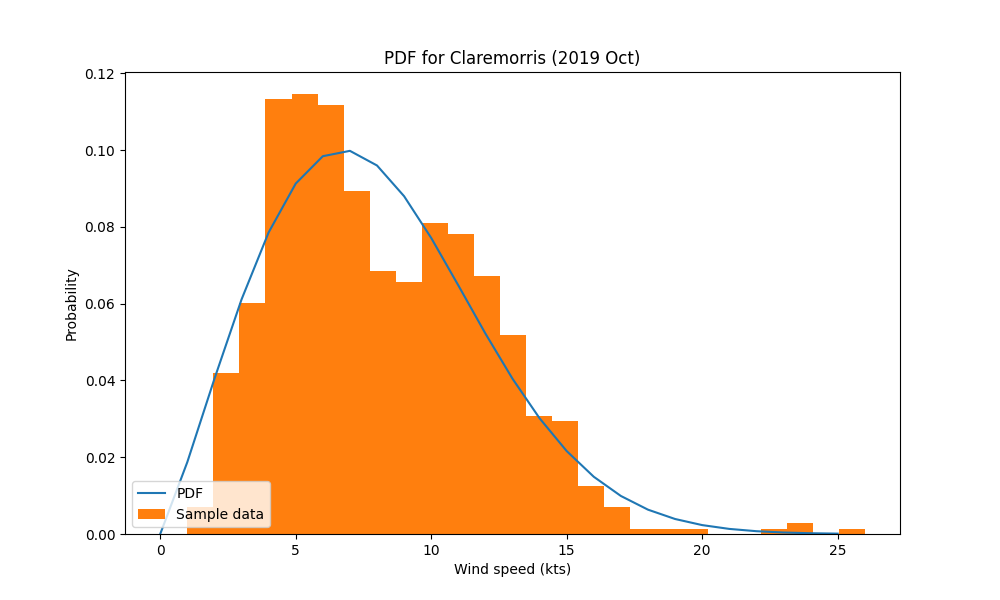 PDF for Claremorris (2019 Oct)
0.12
0.10
0.08
0.06
0.04
0.02
0.00
Probability
PDF
Sample data
0 5 10 15 20 25
Wind speed (kts)